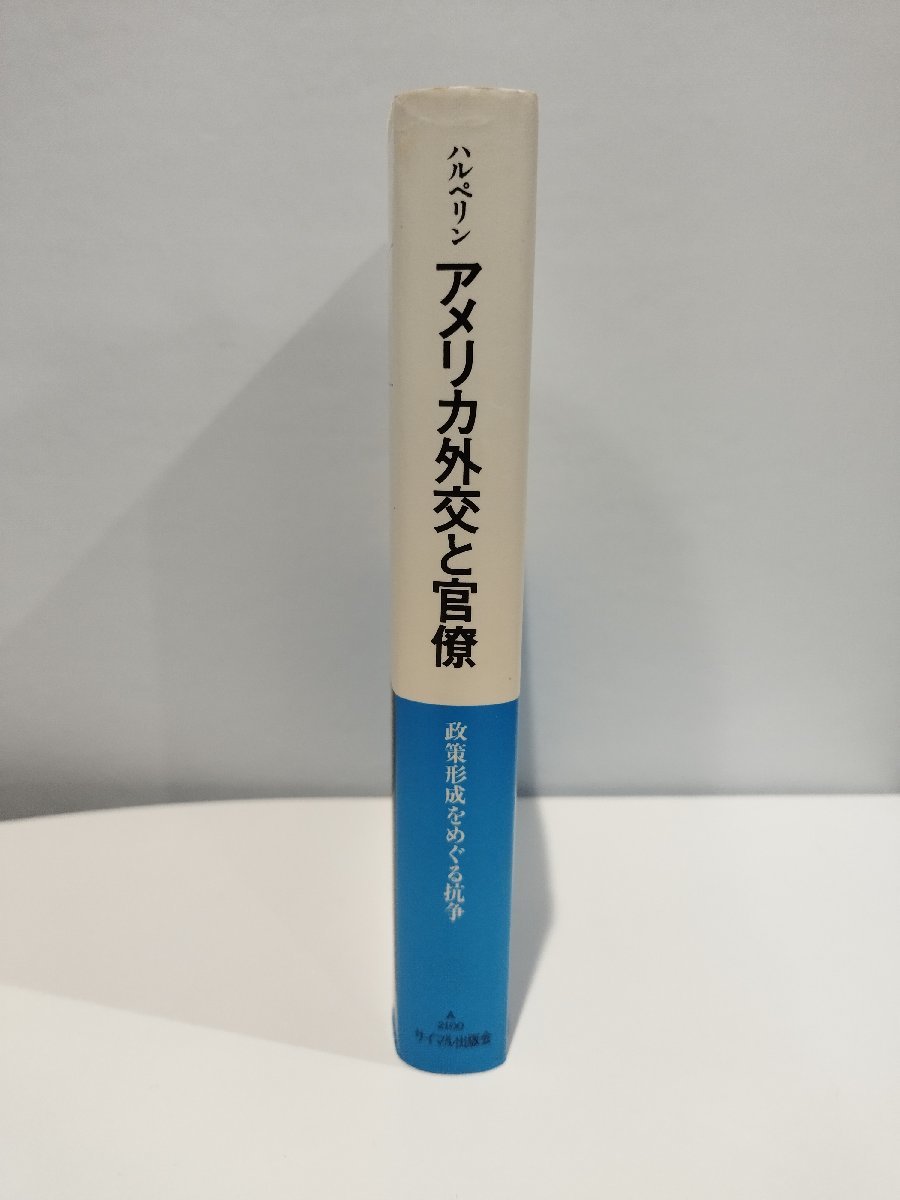 ハルペリン
アメリカ外交と官僚
政策形成をめぐる抗争
サイマル出版会